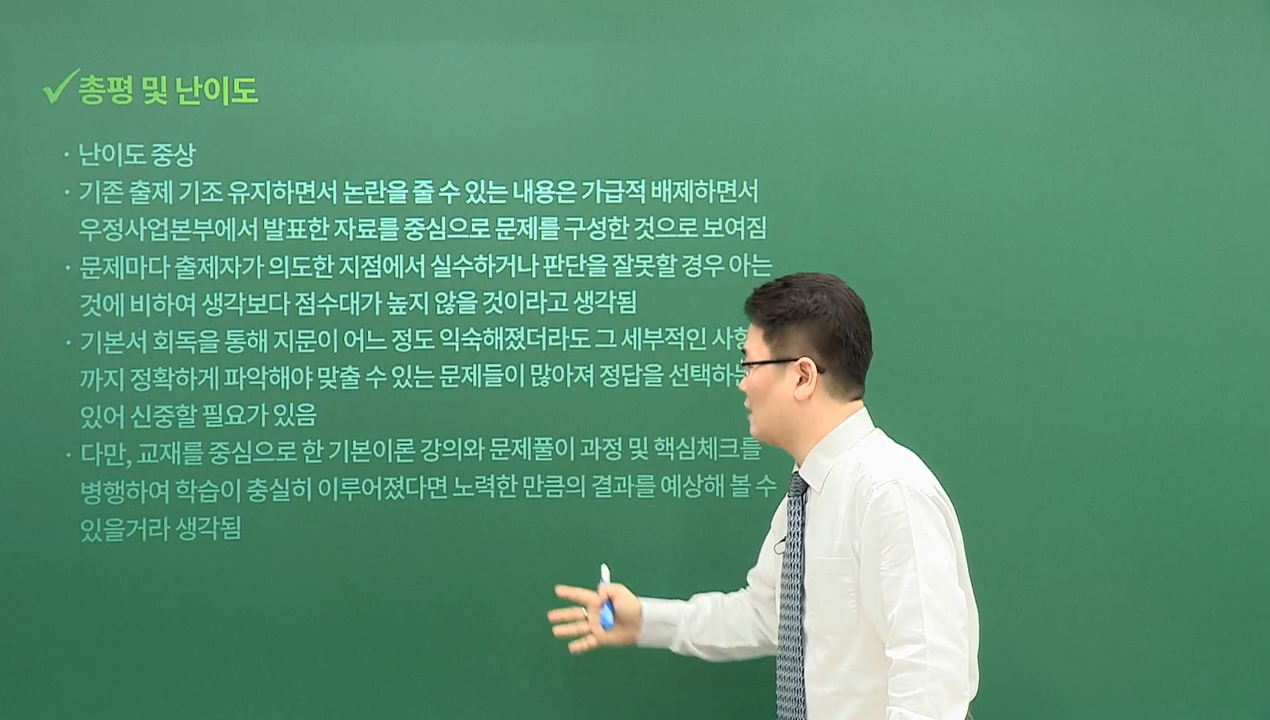 총평 및 난이도
· 난이도 중상
· 기존 출제 기조 유지하면서 논란을 줄 수 있는 내용은 가급적 배제하면서
우정사업본부에서 발표한 자료를 중심으로 문제를 구성한 것으로 보여짐
· 문제마다 출제자가 의도한 지점에서 실수하거나 판단을 잘못할 경우 아는
것에 비하여 생각보다 점수대가 높지 않을 것이라고 생각됨
· 기본서 회독을 통해 지문이 어느 정도 익숙해졌더라도 그 세부적인
까지 정확하게 파악해야 맞출 수 있는 문제들이 많아져 정답을
있어 신중할 필요가 있음
· 다만, 교재를 중심으로 한 기본이론 강의와 문제풀이 과정 및 핵심체크를
병행하여 학습이 충실히 이루어졌다면 노력한 만큼의 결과를 예상해 볼 수
있을거라 생각됨